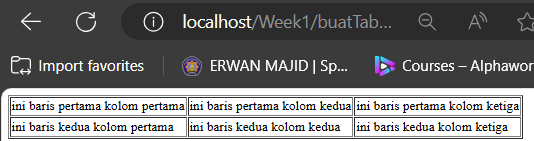 localhost/Week1/buatTab...
Import favorites
ERWAN MAJID | Sp...
Courses – Alphawor
ini baris pertama kolom pertama ini baris pertama kolom kedua ini baris pertama kolom ketiga
ini baris kedua kolom pertama ini baris kedua kolom kedua ini baris kedua kolom ketiga